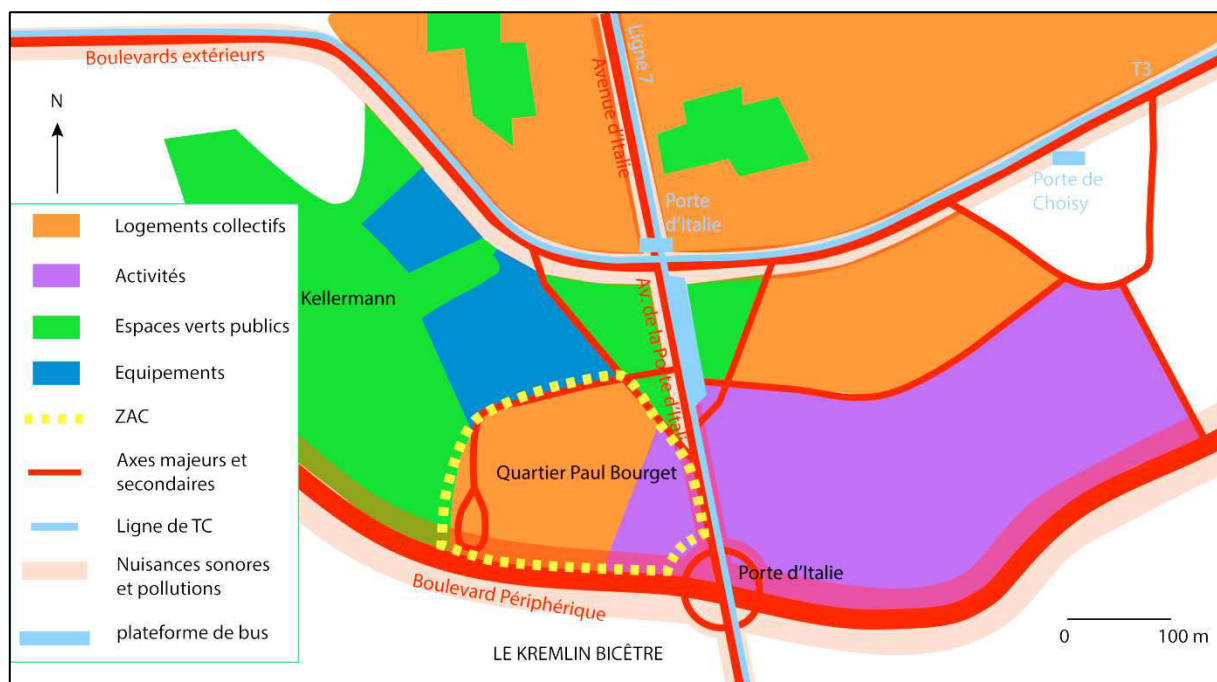 Boulevards extérieurs
Ligne 7
Avenue d'Italie
T3
N
Porte
d'Italie
Porte de
Choisy
Logements collectifs
Activités
Kellermann
Espaces verts publics
Equipements
Av. de la Porte d'Italie
ZAC
Axes majeurs et
secondaires
Quartier Paul Bourget
Ligne de TC
Nuisances sonores
et pollutions
Porte d'Italie
Boulevard Périphérique
plateforme de bus
0 100 m
LE KREMLIN BICÊTRE